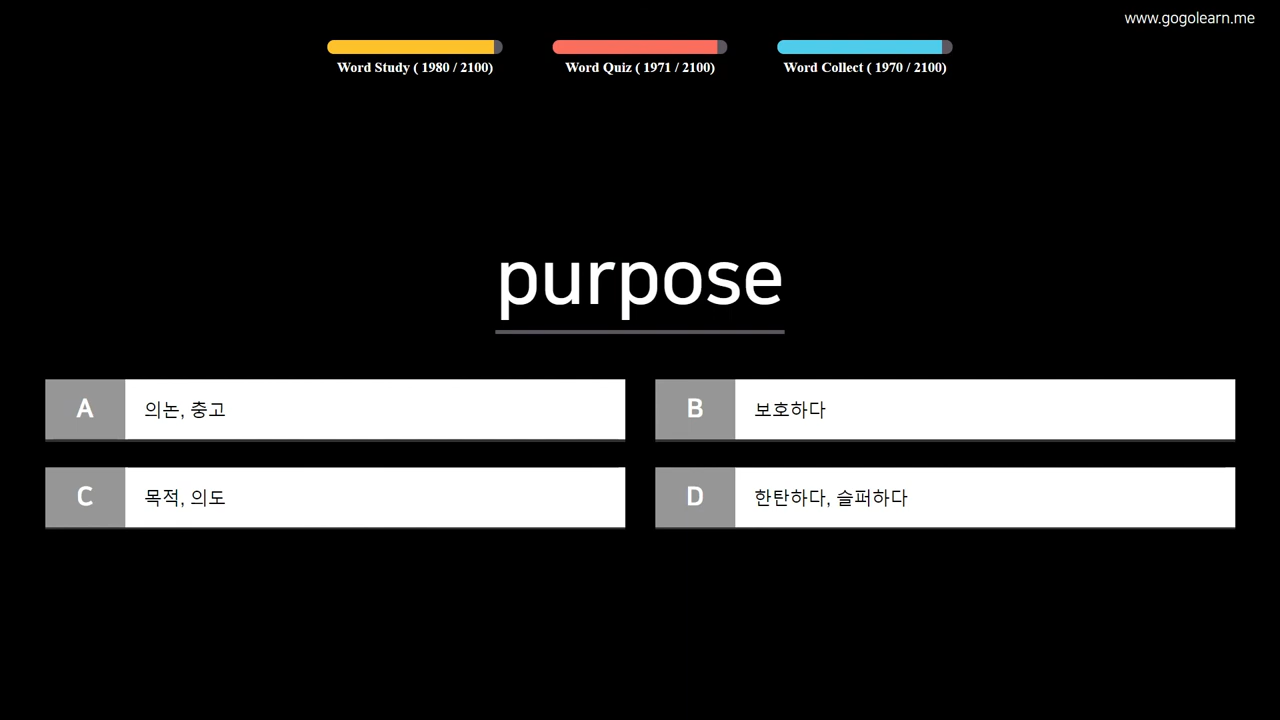 www.gogolearn.me
Word Study ( 1980 / 2100)
Word Quiz ( 1971 / 2100)
Word Collect ( 1970 / 2100)
purpose
A 의논, 충고
B 보호하다
C 목적, 의도
D 한탄하다, 슬퍼하다